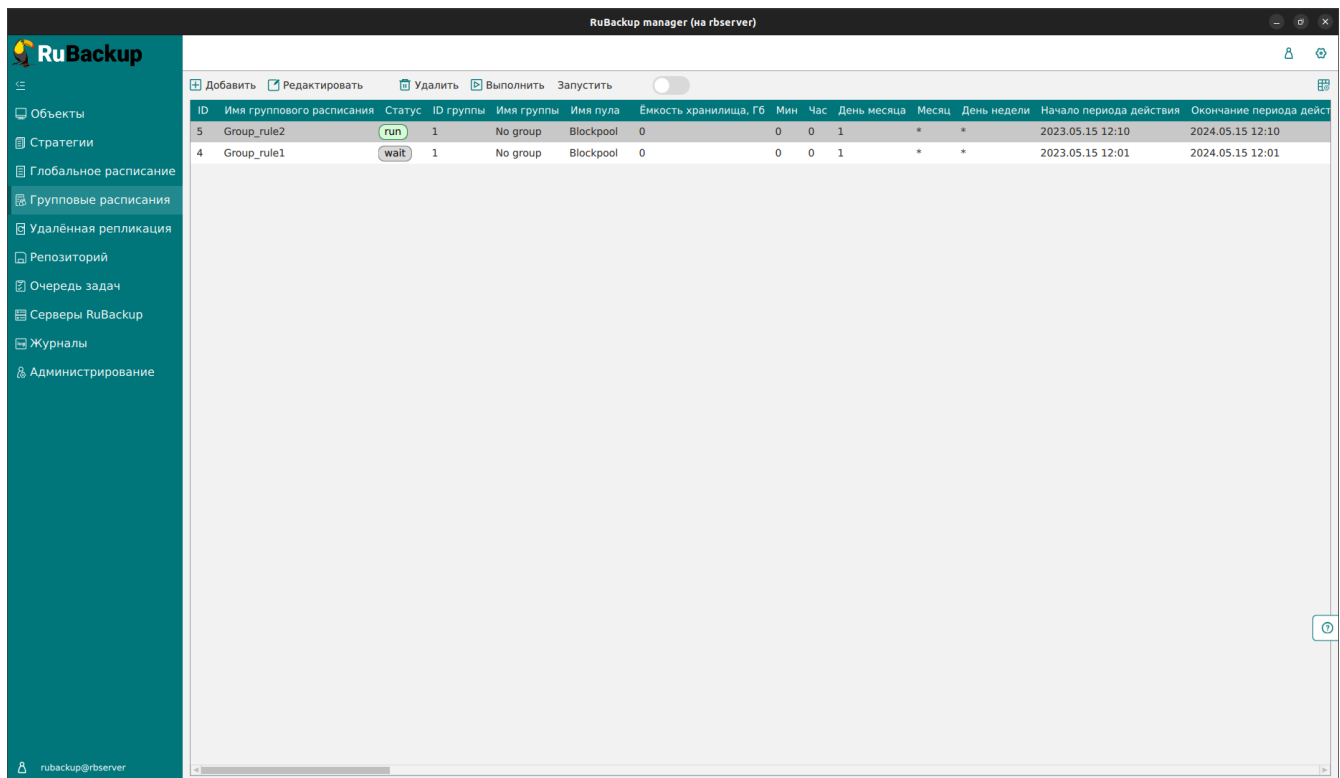 RuBackup manager (на rbserver)
RuBackup
Добавить Редактировать Удалить Выполнить Запустить
Объекты
Стратегии
Глобальное расписание
Групповые расписания
Удалённая репликация
Репозиторий
Очередь задач
Серверы RuBackup
Журналы
Администрирование
ID Имя группового расписания Статус ID группы Имя группы Имя пула Ёмкость хранилища, Гб Мин Час День месяца Месяц День недели Начало периода действия Окончание периода дейст
5 Group_rule2 run 1 No group Blockpool 0 0 0 1 * * 2023.05.15 12:10 2024.05.15 12:10
4 Group_rule1 wait 1 No group Blockpool 0 0 0 1 * * 2023.05.15 12:01 2024.05.15 12:01
rubackup@rbserver